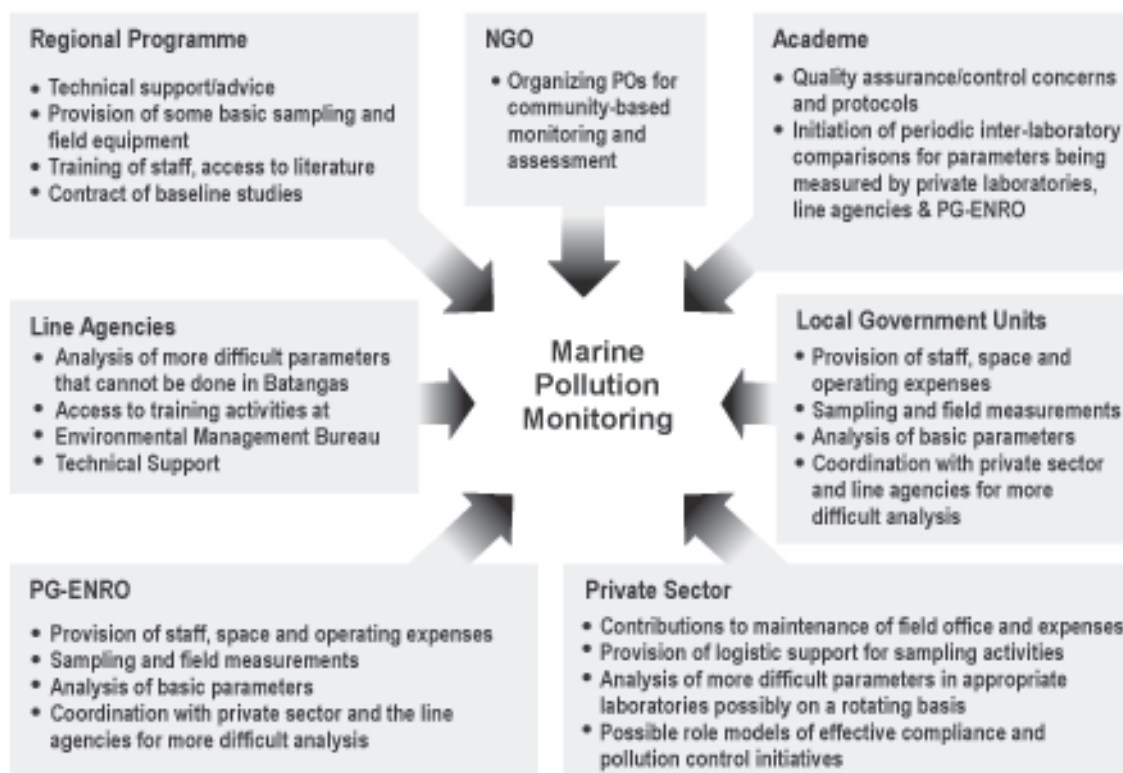 Regional Programme
• Technical support/advice
• Provision of some basic sampling and
field equipment
• Training of staff, access to literature
• Contract of baseline studies
NGO
• Organizing POs for
community-based
monitoring and
assessment
Academe
• Quality assurance/control concerns
and protocols
• Initiation of periodic inter-laboratory
comparisons for parameters being
measured by private laboratories,
line agencies & PG-ENRO
Line Agencies
• Analysis of more difficult parameters
that cannot be done in Batangas
• Access to training activities at
• Environmental Management Bureau
• Technical Support
Marine
Pollution
Monitoring
Local Government Units
• Provision of staff, space and
operating expenses
• Sampling and field measurements
• Analysis of basic parameters
• Coordination with private sector
and line agencies for more
difficult analysis
PG-ENRO
• Provision of staff, space and operating expenses
• Sampling and field measurements
• Analysis of basic parameters
• Coordination with private sector and the line
agencies for more difficult analysis
Private Sector
• Contributions to maintenance of field office and expenses
• Provision of logistic support for sampling activities
• Analysis of more difficult parameters in appropriate
laboratories possibly on a rotating basis
• Possible role models of effective compliance and
pollution control initiatives